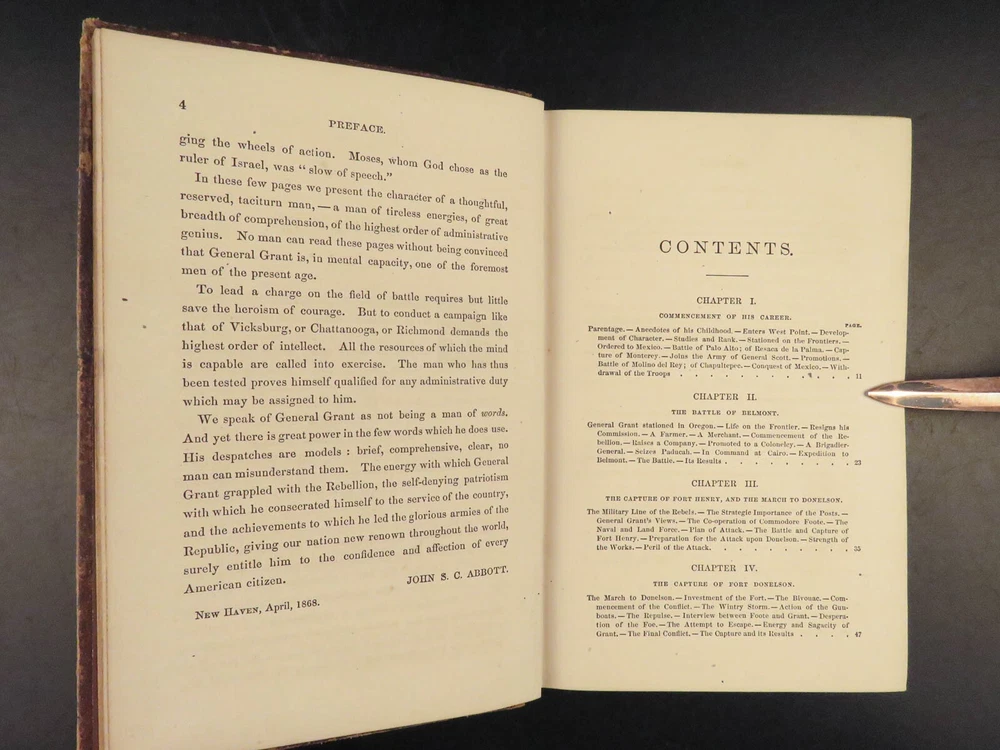 4
PREFACE.
ging the wheels of action. Moses, whom God chose as the
ruler of Israel, was “ slow of speech.”
In these few pages we present the character of a thoughtful,
reserved, taciturn man, — a man of tireless energies, of great
breadth of comprehension, of the highest order of administrative
genius. No man can read these pages without being convinced
that General Grant is, in mental capacity, one of the foremost
men of the present age.
To lead a charge on the field of battle requires but little
save the heroism of courage. But to conduct a campaign like
that of Vicksburg, or Chattanooga, or Richmond demands the
highest order of intellect. All the resources of which the mind
is capable are called into exercise. The man who has thus
been tested proves himself qualified for any administrative duty
which may be assigned to him.
We speak of General Grant as not being a man of words.
And yet there is great power in the few words which he does use.
His despatches are models : brief, comprehensive, clear, no
man can misunderstand them. The energy with which General
Grant grappled with the Rebellion, the self-denying patriotism
with which he consecrated himself to the service of the country,
and the achievements to which he led the glorious armies of the
Republic, giving our nation new renown throughout the world,
surely entitle him to the confidence and affection of every
American citizen.
JOHN S. C. ABBOTT.
NEW HAVEN, April, 1868.
CONTENTS.
CHAPTER I.
COMMENCEMENT OF HIS CAREER.
PAGE.
Parentage. — Anecdotes of his Childhood. — Enters West Point. — Develop-
ment of Character. — Studies and Rank. — Stationed on the Frontiers. —
Ordered to Mexico. — Battle of Palo Alto; of Resaca de la Palma. — Cap-
ture of Monterey. — Joins the Army of General Scott. — Promotions. —
Battle of Molino del Rey; of Chapultepec. — Conquest of Mexico. — With-
drawal of the Troops . . . . . . . . . . . . 11
CHAPTER II.
THE BATTLE OF BELMONT.
General Grant stationed in Oregon. — Life on the Frontier. — Resigns his
Commission. — A Farmer. — A Merchant. — Commencement of the Re-
bellion. — Raises a Company. — Promoted to a Colonelcy. — A Brigadier-
General. — Seizes Paducah. — In Command at Cairo. — Expedition to
Belmont. — The Battle. — Its Results . . . . . . . . . 23
CHAPTER III.
THE CAPTURE OF FORT HENRY, AND THE MARCH TO DONELSON.
The Military Line of the Rebels. — The Strategic Importance of the Posts. —
General Grant's Views. — The Co-operation of Commodore Foote. — The
Naval and Land Force. — Plan of Attack. — The Battle and Capture of
Fort Henry. — Preparation for the Attack upon Donelson. — Strength of
the Works. — Peril of the Attack. . . . . . . . . . . 35
CHAPTER IV.
THE CAPTURE OF FORT DONELSON.
The March to Donelson. — Investment of the Fort. — The Bivouac. — Com-
mencement of the Conflict. — The Wintry Storm. — Action of the Gun-
boats. — The Repulse. — Interview between Foote and Grant. — Despera-
tion of the Foe. — The Attempt to Escape. — Energy and Sagacity of
Grant. — The Final Conflict. — The Capture and its Results . . . . 47